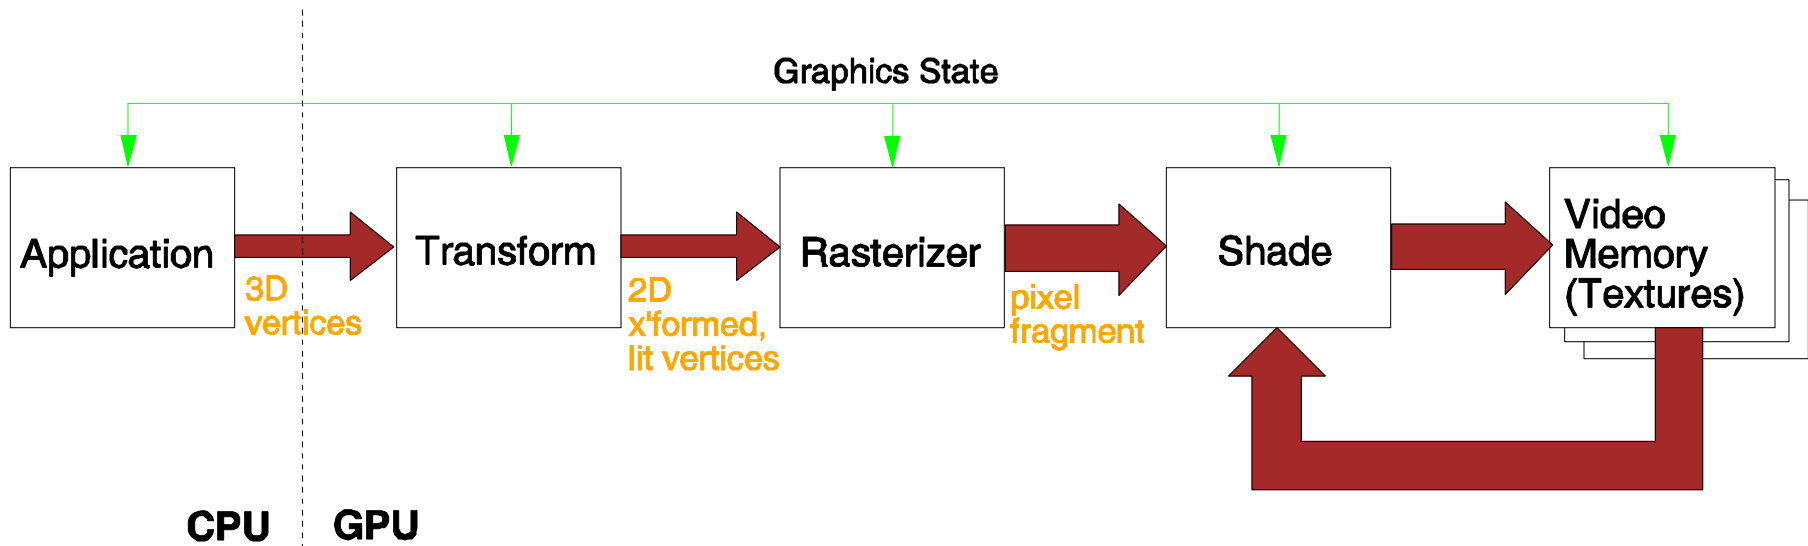 Graphics State
Application
3D
vertices
Transform
2D
x'formed,
lit vertices
Rasterizer
pixel
fragment
Shade
Video
Memory
(Textures)
CPU
GPU